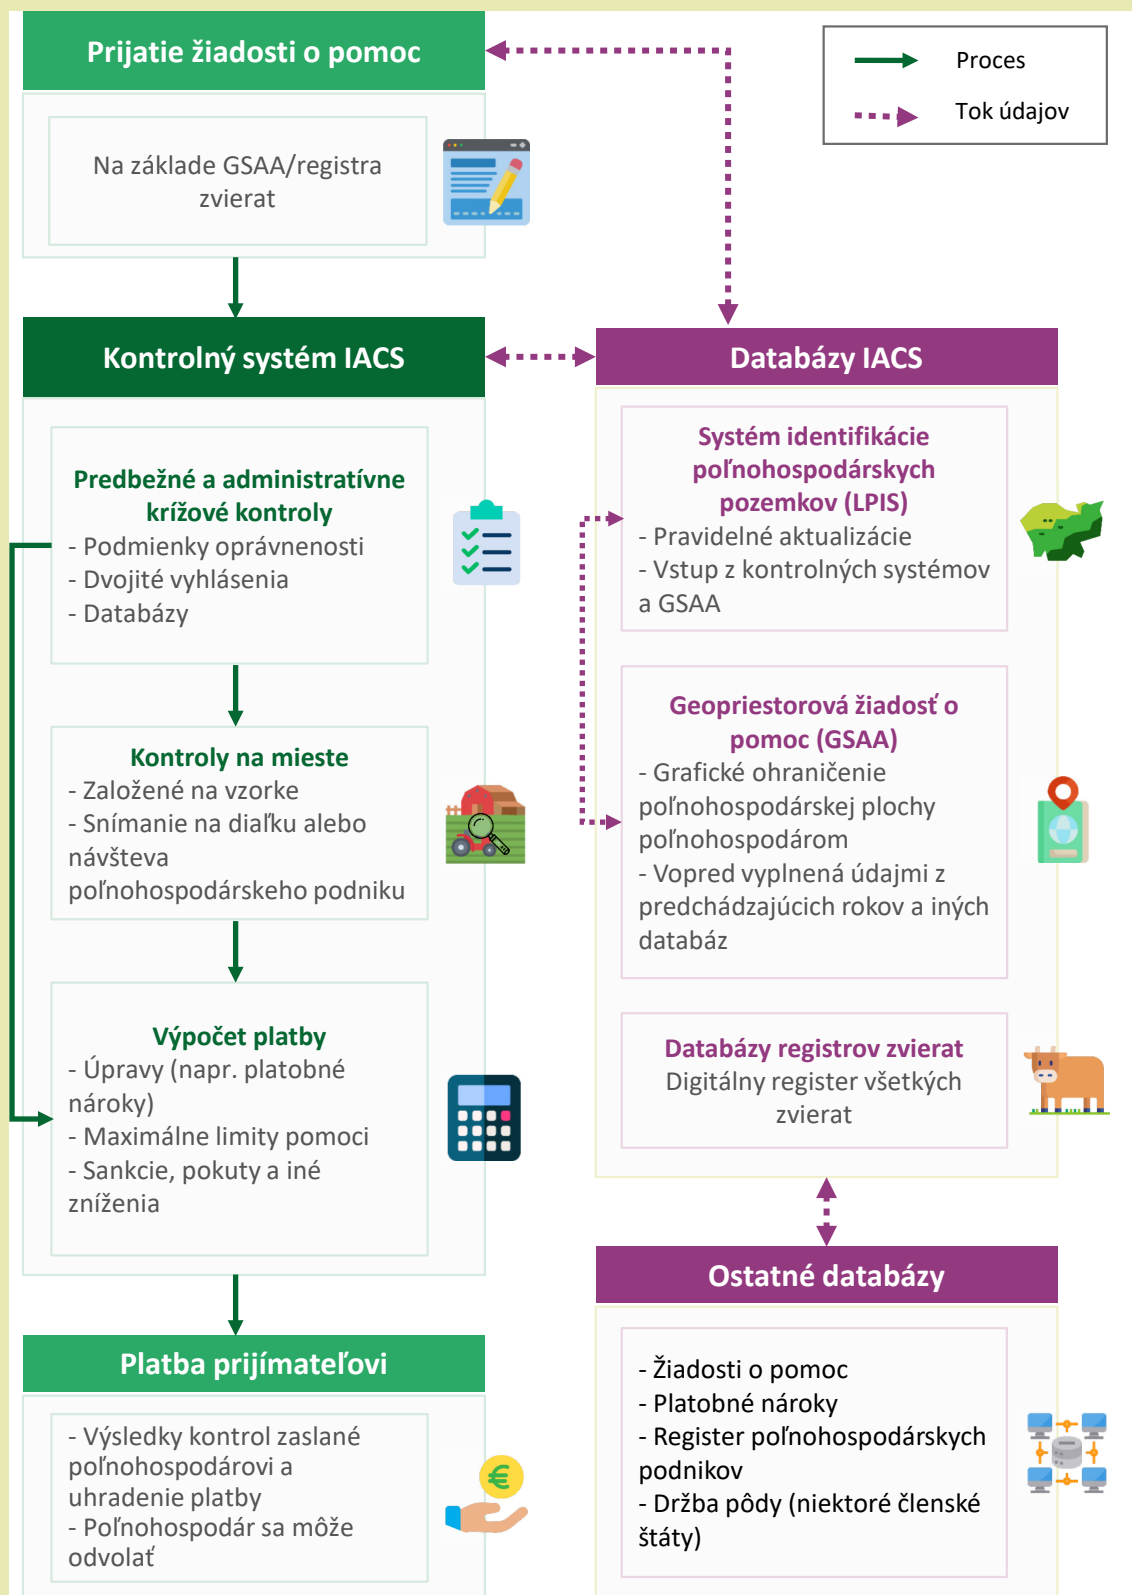 Prijatie žiadosti o pomoc
Na základe GSAA/registra
zvierat
Proces
Tok údajov
Kontrolný systém IACS
Predbežné a administratívne
krížové kontroly
- Podmienky oprávnenosti
- Dvojité vyhlásenia
- Databázy
Kontroly na mieste
- Založené na vzorke
- Snímanie na diaľku alebo
návšteva
poľnohospodárskeho podniku
Výpočet platby
- Úpravy (napr. platobné
nároky)
- Maximálne limity pomoci
- Sankcie, pokuty a iné
zníženia
Platba prijímateľovi
- Výsledky kontrol zaslané
poľnohospodárovi a
uhradenie platby
- Poľnohospodár sa môže
odvolať
Databázy IACS
Systém identifikácie
poľnohospodárskych
pozemkov (LPIS)
- Pravidelné aktualizácie
- Vstup z kontrolných systémov
a GSAA
Geopriestorová žiadosť o
pomoc (GSAA)
- Grafické ohraničenie
poľnohospodárskej plochy
poľnohospodárom
- Vopred vyplnená údajmi z
predchádzajúcich rokov a iných
databáz
Databázy registrov zvierat
Digitálny register všetkých
zvierat
Ostatné databázy
- Žiadosti o pomoc
- Platobné nároky
- Register poľnohospodárskych
podnikov
- Držba pôdy (niektoré členské
štáty)